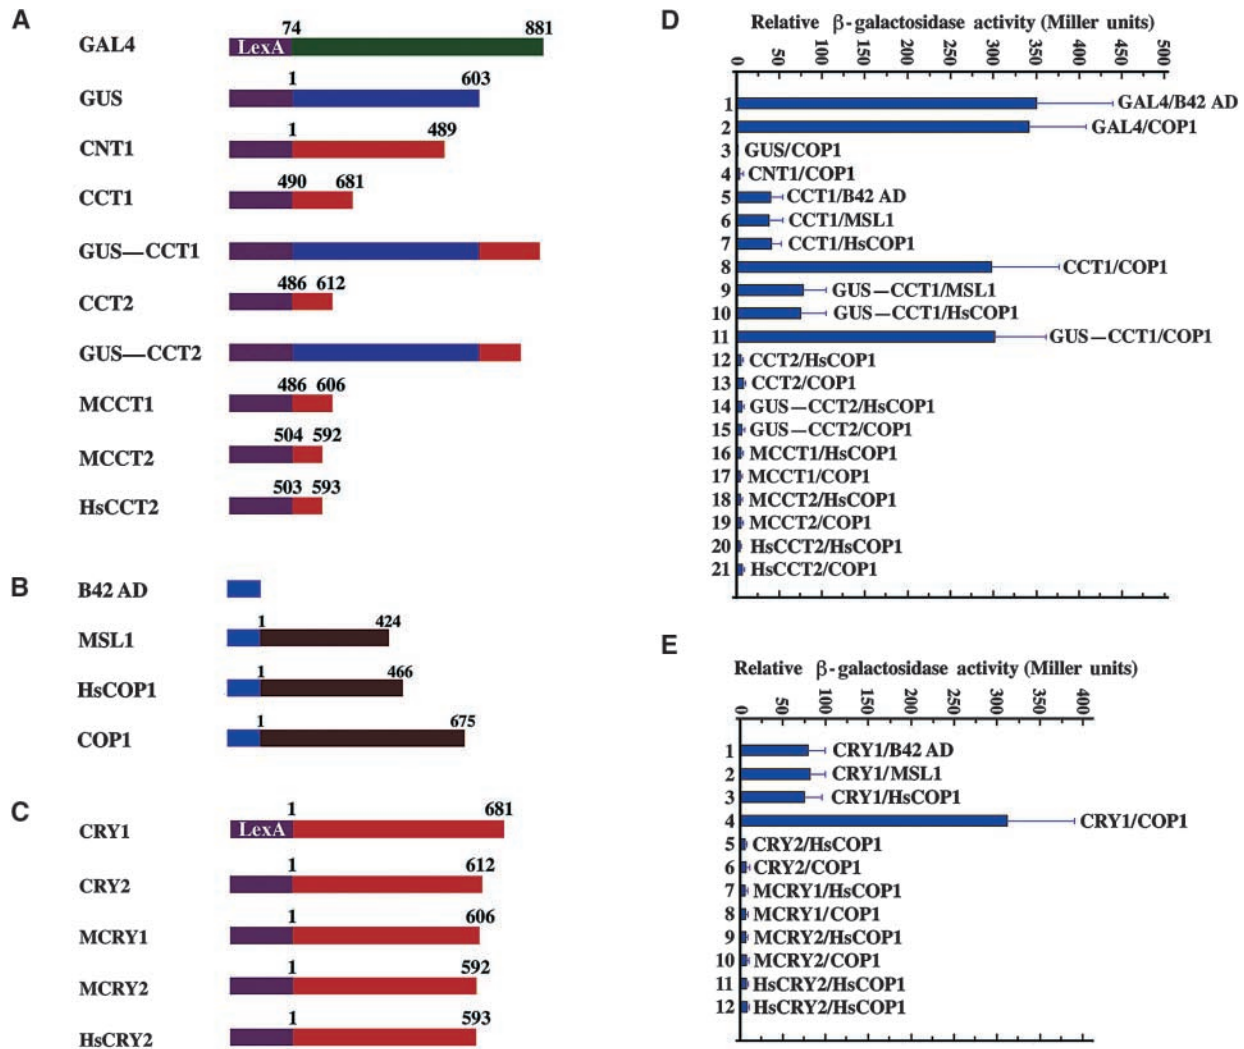 A
GAL4
LexA
74
881
GUS
1
603
CNT1
1
489
CCT1
490
681
GUS—CCT1
CCT2
486
612
GUS—CCT2
MCCT1
486
606
MCCT2
504
592
HsCCT2
503
593
B
B42 AD
MSL1
1
424
HsCOP1
1
466
COP1
1
675
C
CRY1
LexA
1
681
CRY2
1
612
MCRY1
1
606
MCRY2
1
592
HsCRY2
1
593
D
Relative β-galactosidase activity (Miller units)
0 50 100 150 200 250 300 350 400 450 500
1 GAL4/B42 AD
2 GAL4/COP1
3 GUS/COP1
4 CNT1/COP1
5 CCT1/B42 AD
6 CCT1/MSL1
7 CCT1/HsCOP1
8 CCT1/COP1
9 GUS—CCT1/MSL1
10 GUS—CCT1/HsCOP1
11 GUS—CCT1/COP1
12 CCT2/HsCOP1
13 CCT2/COP1
14 GUS—CCT2/HsCOP1
15 GUS—CCT2/COP1
16 MCCT1/HsCOP1
17 MCCT1/COP1
18 MCCT2/HsCOP1
19 MCCT2/COP1
20 HsCCT2/HsCOP1
21 HsCCT2/COP1
E
Relative β-galactosidase activity (Miller units)
0 50 100 150 200 250 300 350 400
1 CRY1/B42 AD
2 CRY1/MSL1
3 CRY1/HsCOP1
4 CRY1/COP1
5 CRY2/HsCOP1
6 CRY2/COP1
7 MCRY1/HsCOP1
8 MCRY1/COP1
9 MCRY2/HsCOP1
10 MCRY2/COP1
11 HsCRY2/HsCOP1
12 HsCRY2/HsCOP1